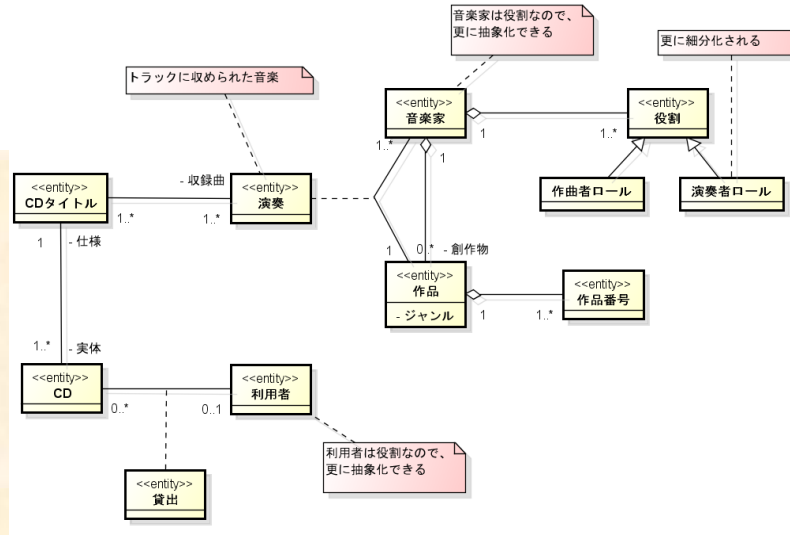 音楽家は役割なので、
更に抽象化できる
更に細分化される
トラックに収められた音楽
<<entity>>
音楽家
1..*
1
1
1..*
<<entity>>
役割
<<entity>>
CDタイトル
- 収録曲
1..*
1..*
<<entity>>
演奏
作曲者ロール
演奏者ロール
1
- 仕様
1
0..*
- 創作物
<<entity>>
作品
- ジャンル
1
1..*
<<entity>>
作品番号
1..*
- 実体
<<entity>>
CD
0..*
0..1
<<entity>>
利用者
利用者は役割なので、
更に抽象化できる
<<entity>>
貸出